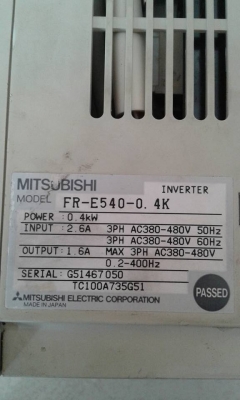 MITSUBISHI INVERTER
MODEL FR-E540-0.4K
POWER : 0.4kW
INPUT : 2.6A 3PH AC380-480V 50Hz
3PH AC380-480V 60Hz
OUTPUT: 1.6A MAX 3PH AC380-480V
0.2-400Hz
SERIAL: G51467050
TC100A735G51
MITSUBISHI ELECTRIC CORPORATION
MADE IN JAPAN
PASSED